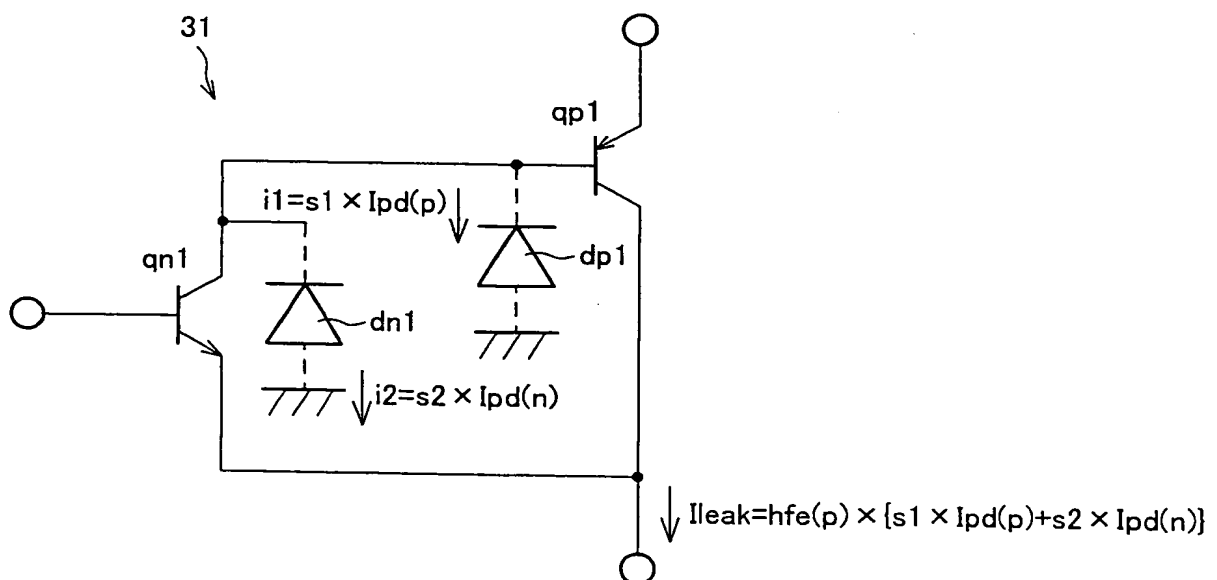 31
qp1
i1=s1×Ipd(p)
dp1
qn1
dn1
i2=s2×Ipd(n)
Ileak=hfe(p)×{s1×Ipd(p)+s2×Ipd(n)}